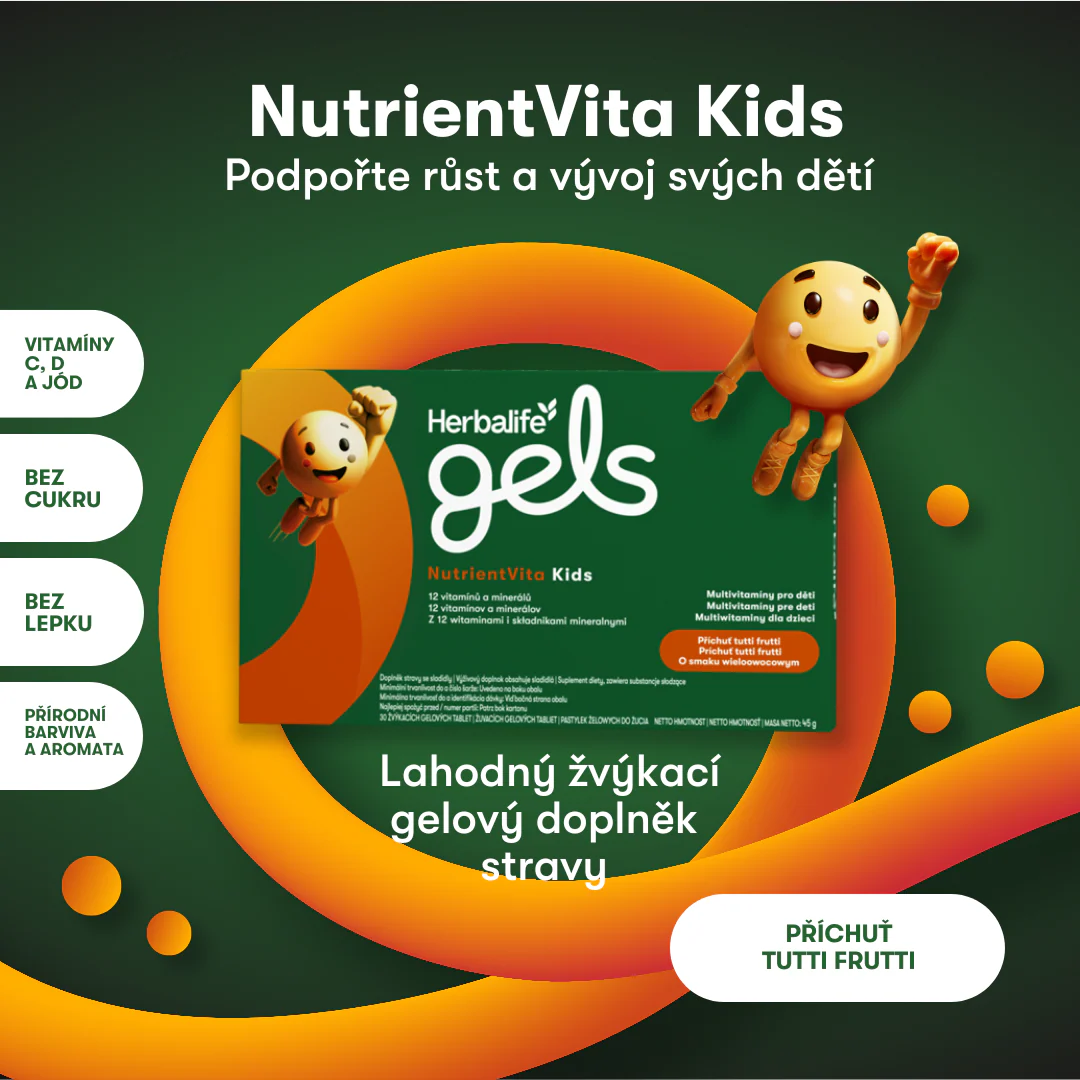 NutrientVita Kids
Podpořte růst a vývoj svých dětí
VITAMÍNY
C, D
A JÓD
BEZ
CUKRU
BEZ
LEPKU
PŘÍRODNÍ
BARVIVA
A AROMATA
Herbalife
gels
NutrientVita Kids
12 vitamínů a minerálů
12 vitamínov a minerálov
Z 12 witaminami i składnikami mineralnymi
Multivitaminy pro děti
Multivitamíny pre deti
Multiwitaminy dla dzieci
Příchuť tutti frutti
Príchuť tutti frutti
O smaku wieloowocowym
Doplněk stravy se sladidly | Výživový doplnok obsahuje sladidlá | Suplement diety, zawiera substancje słodzące
Minimální trvanlivost do a číslo šarže: Uvedeno na boku obalu
Minimálna trvanlivosť do a identifikácia dávky: Viď bočná strana obalu
Najlepiej spożyć przed / numer partii: Patrz bok kartonu
30 ŽVÝKACÍCH GELOVÝCH TABLET | ŽUVACÍCH GÉLOVÝCH TABLIET | PASTYLEK ŻELOWYCH DO ŻUCIA NETTO HMOTNOST | NETTO HMOTNOSŤ | MASA NETTO: 45 g
Lahodný žvýkací
gelový doplněk
stravy
PŘÍCHUŤ
TUTTI FRUTTI